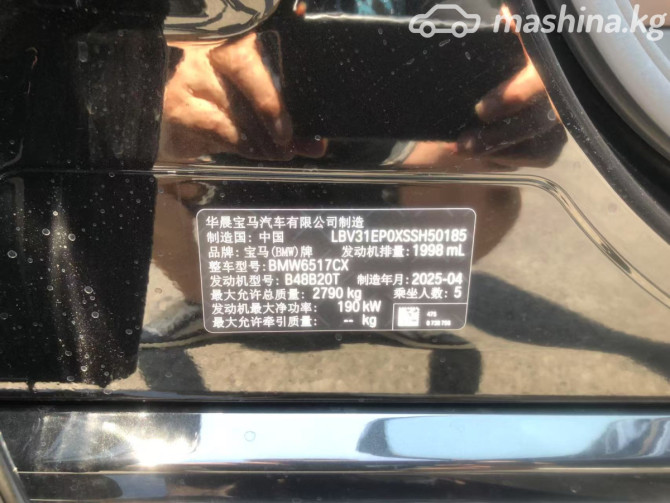 mashina.kg
华晨宝马汽车有限公司制造
制造国: 中国 LBV31EP0XSSH50185
品牌: 宝马(BMW)牌 发动机排量: 1998 mL
整车型号: BMW6517CX
发动机型号: B48B20T 制造年月: 2025-04
最大允许总质量: 2790 kg 乘坐人数: 5
发动机最大净功率: 190 kW
最大允许牵引质量: -- kg